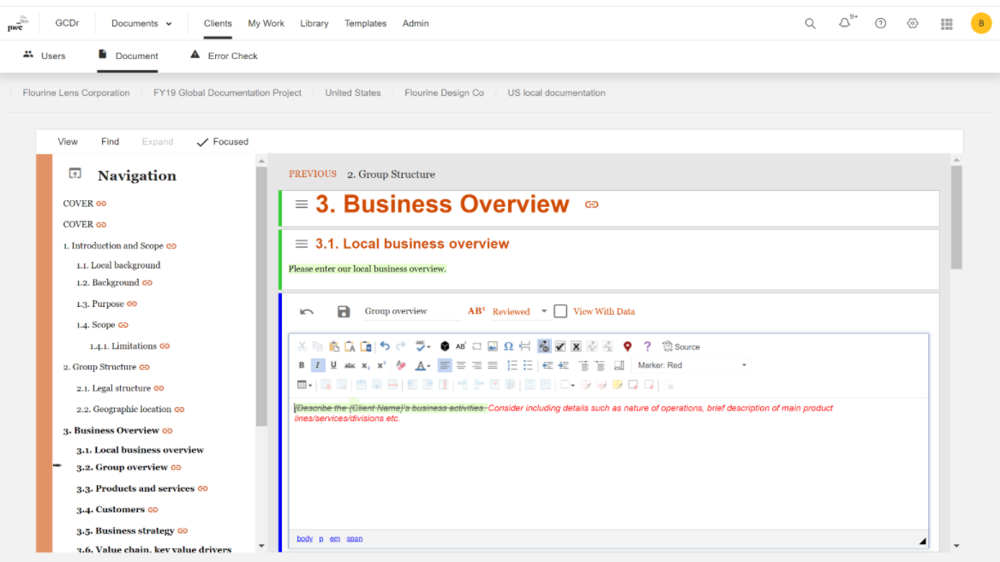 pwc GCDr Documents Clients My Work Library Templates Admin 9+ B
Users Document Error Check
/ Flourine Lens Corporation / FY19 Global Documentation Project / United States / Flourine Design Co / US local documentation
View Find Expand Focused
Navigation
COVER
COVER
1. Introduction and Scope
1.1. Local background
1.2. Background
1.3. Purpose
1.4. Scope
1.4.1. Limitations
2. Group Structure
2.1. Legal structure
2.2. Geographic location
3. Business Overview
3.1. Local business overview
3.2. Group overview
3.3. Products and services
3.4. Customers
3.5. Business strategy
3.6. Value chain, key value drivers
PREVIOUS 2. Group Structure
3. Business Overview
3.1. Local business overview
Please enter our local business overview.
Group overview AB¹ Reviewed View With Data
ABC AB' Ω ? Source
B I U abc x₂ x² A Marker: Red
[Describe the {Client Name}'s business activities. Consider including details such as nature of operations, brief description of main product
lines/services/divisions etc.
body p em span